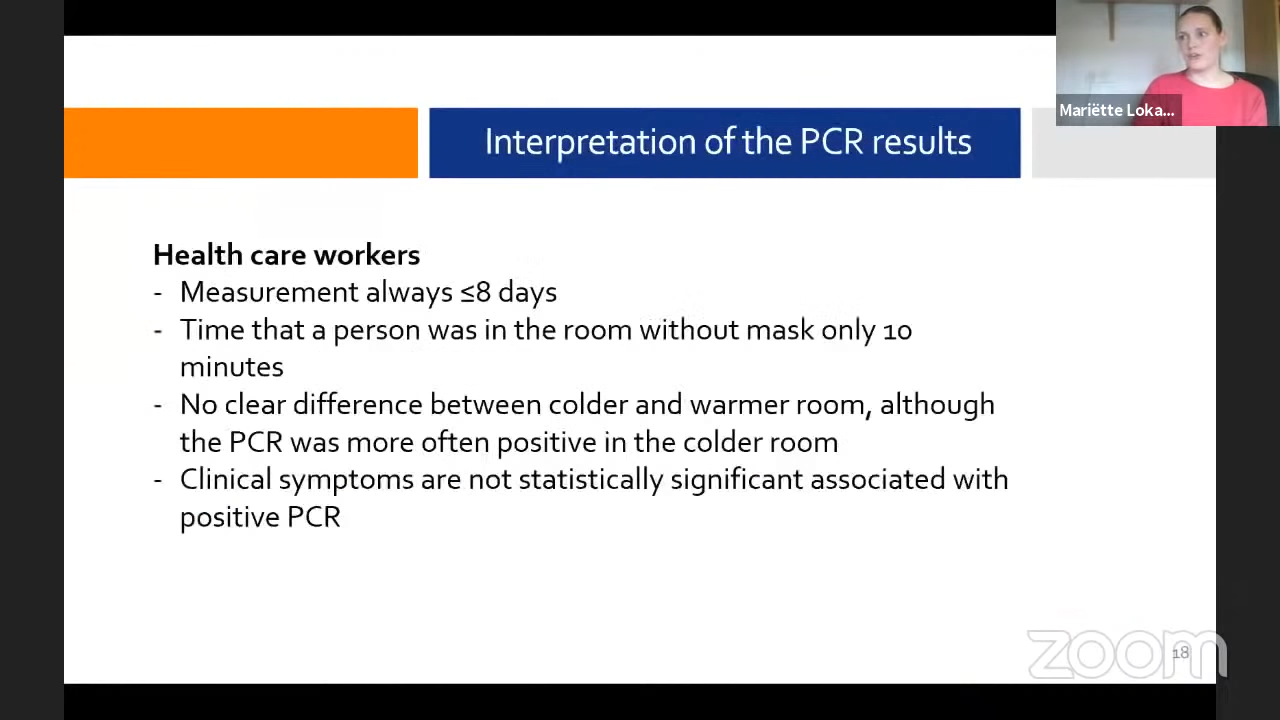 Mariëtte Loka...
Interpretation of the PCR results
Health care workers
- Measurement always ≤8 days
- Time that a person was in the room without mask only 10
minutes
- No clear difference between colder and warmer room, although
the PCR was more often positive in the colder room
- Clinical symptoms are not statistically significant associated with
positive PCR
zoom
18